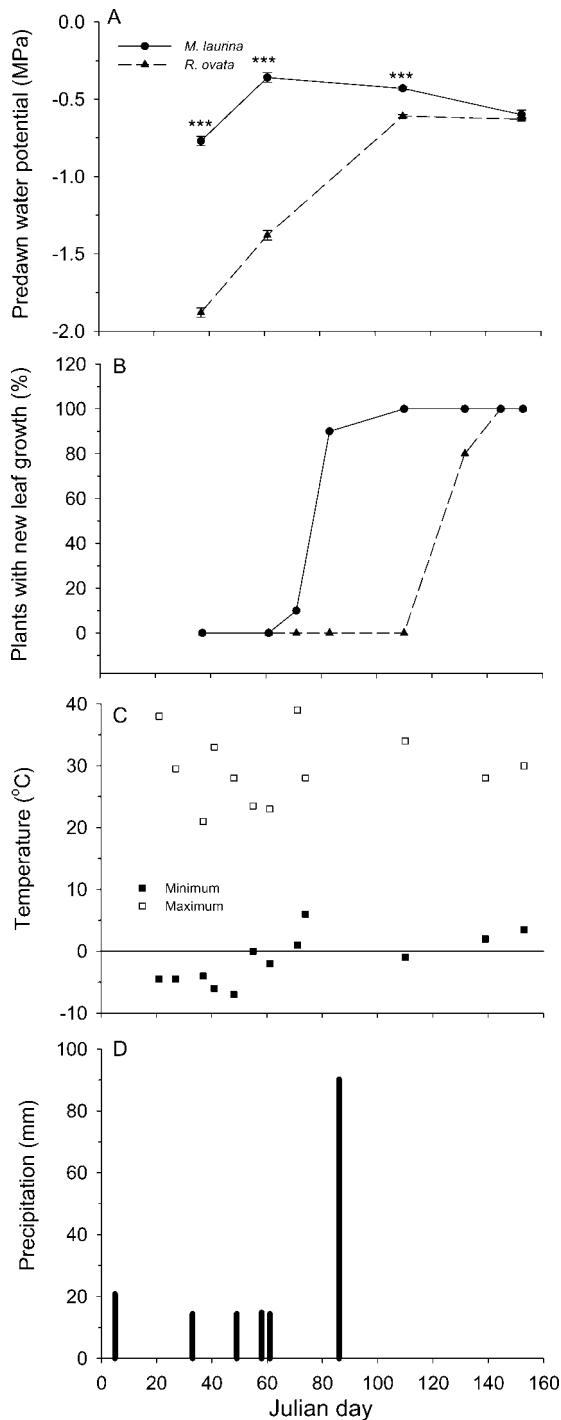 A
0.0
-0.5
-1.0
-1.5
-2.0
Predawn water potential (MPa)
M. laurina
R. ovata
***
***
***
B
120
100
80
60
40
20
0
Plants with new leaf growth (%)
C
40
30
20
10
0
-10
Temperature (°C)
Minimum
Maximum
D
100
80
60
40
20
0
Precipitation (mm)
0 20 40 60 80 100 120 140 160
Julian day